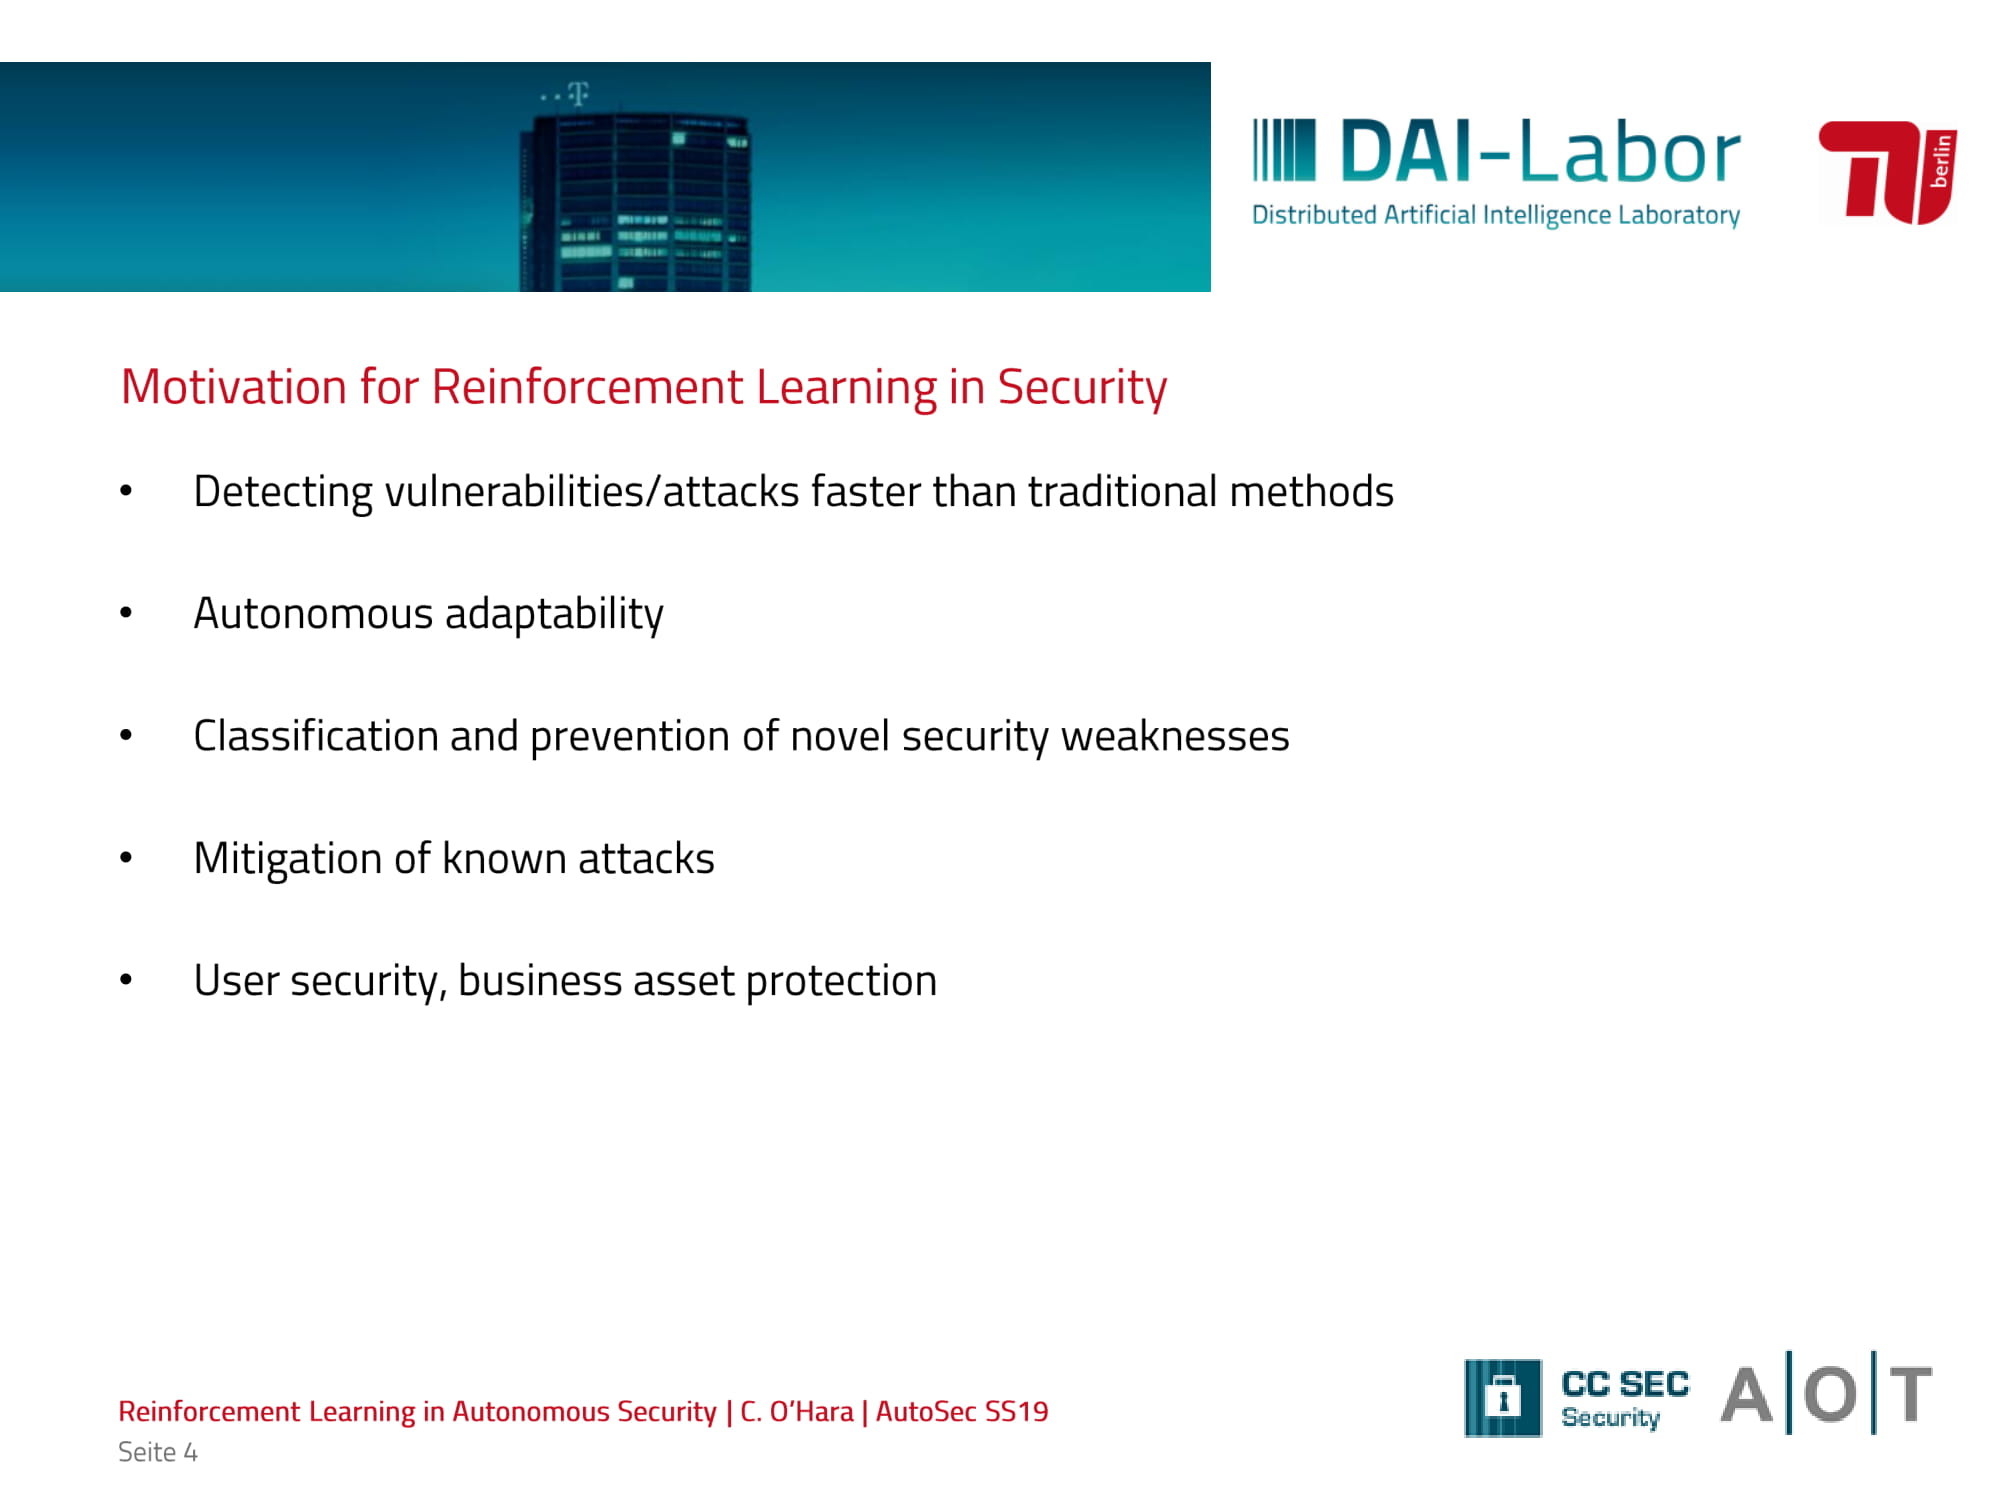 ..T
DAI-Labor
Distributed Artificial Intelligence Laboratory
berlin
Motivation for Reinforcement Learning in Security
• Detecting vulnerabilities/attacks faster than traditional methods
• Autonomous adaptability
• Classification and prevention of novel security weaknesses
• Mitigation of known attacks
• User security, business asset protection
CC SEC
Security
A|O|T
Reinforcement Learning in Autonomous Security | C. O’Hara | AutoSec SS19
Seite 4